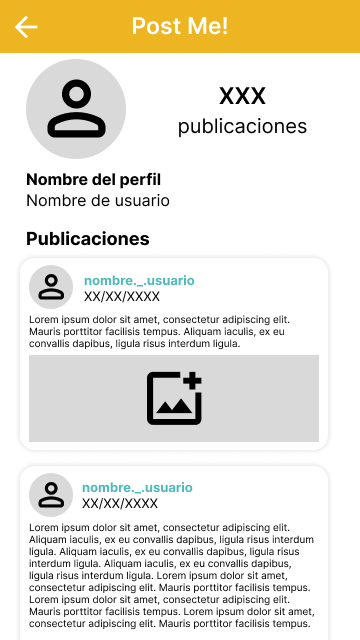 Post Me!
XXX
publicaciones
Nombre del perfil
Nombre de usuario
Publicaciones
nombre._.usuario
XX/XX/XXXX
Lorem ipsum dolor sit amet, consectetur adipiscing elit.
Mauris porttitor facilisis tempus. Aliquam iaculis, ex eu
convallis dapibus, ligula risus interdum ligula.
nombre._.usuario
XX/XX/XXXX
Lorem ipsum dolor sit amet, consectetur adipiscing elit.
Aliquam iaculis, ex eu convallis dapibus, ligula risus interdum
ligula. Aliquam iaculis, ex eu convallis dapibus, ligula risus
interdum ligula. Aliquam iaculis, ex eu convallis dapibus,
ligula risus interdum ligula. Lorem ipsum dolor sit amet,
consectetur adipiscing elit. Mauris porttitor facilisis tempus.
Lorem ipsum dolor sit amet, consectetur adipiscing elit.
Mauris porttitor facilisis tempus. Lorem ipsum dolor sit amet,
consectetur adipiscing elit. Mauris porttitor facilisis tempus.